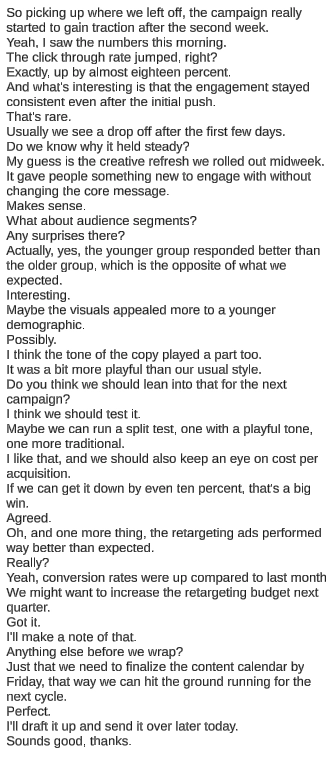 So picking up where we left off, the campaign really
started to gain traction after the second week.
Yeah, I saw the numbers this morning.
The click through rate jumped, right?
Exactly, up by almost eighteen percent.
And what's interesting is that the engagement stayed
consistent even after the initial push.
That's rare.
Usually we see a drop off after the first few days.
Do we know why it held steady?
My guess is the creative refresh we rolled out midweek.
It gave people something new to engage with without
changing the core message.
Makes sense.
What about audience segments?
Any surprises there?
Actually, yes, the younger group responded better than
the older group, which is the opposite of what we
expected.
Interesting.
Maybe the visuals appealed more to a younger
demographic.
Possibly.
I think the tone of the copy played a part too.
It was a bit more playful than our usual style.
Do you think we should lean into that for the next
campaign?
I think we should test it.
Maybe we can run a split test, one with a playful tone,
one more traditional.
I like that, and we should also keep an eye on cost per
acquisition.
If we can get it down by even ten percent, that's a big
win.
Agreed.
Oh, and one more thing, the retargeting ads performed
way better than expected.
Really?
Yeah, conversion rates were up compared to last month
We might want to increase the retargeting budget next
quarter.
Got it.
I'll make a note of that.
Anything else before we wrap?
Just that we need to finalize the content calendar by
Friday, that way we can hit the ground running for the
next cycle.
Perfect.
I'll draft it up and send it over later today.
Sounds good, thanks.